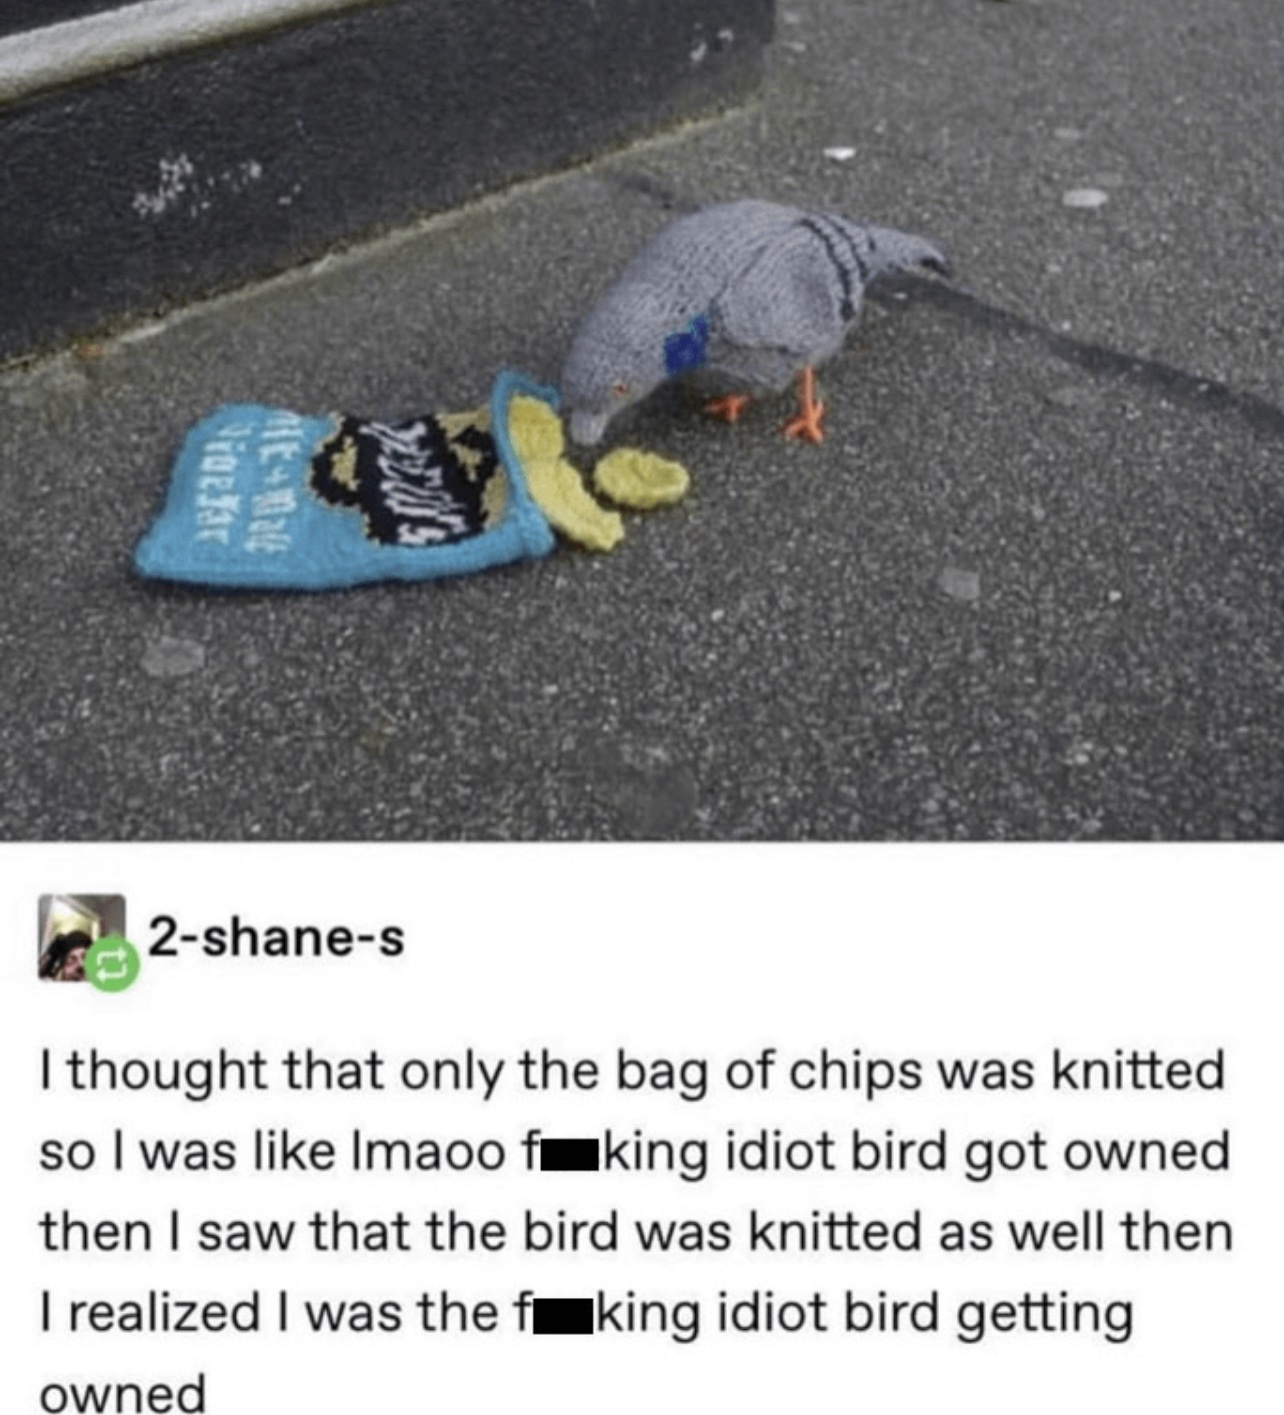 2-shane-s
I thought that only the bag of chips was knitted
so I was like lmaoo f██king idiot bird got owned
then I saw that the bird was knitted as well then
I realized I was the f██king idiot bird getting
owned